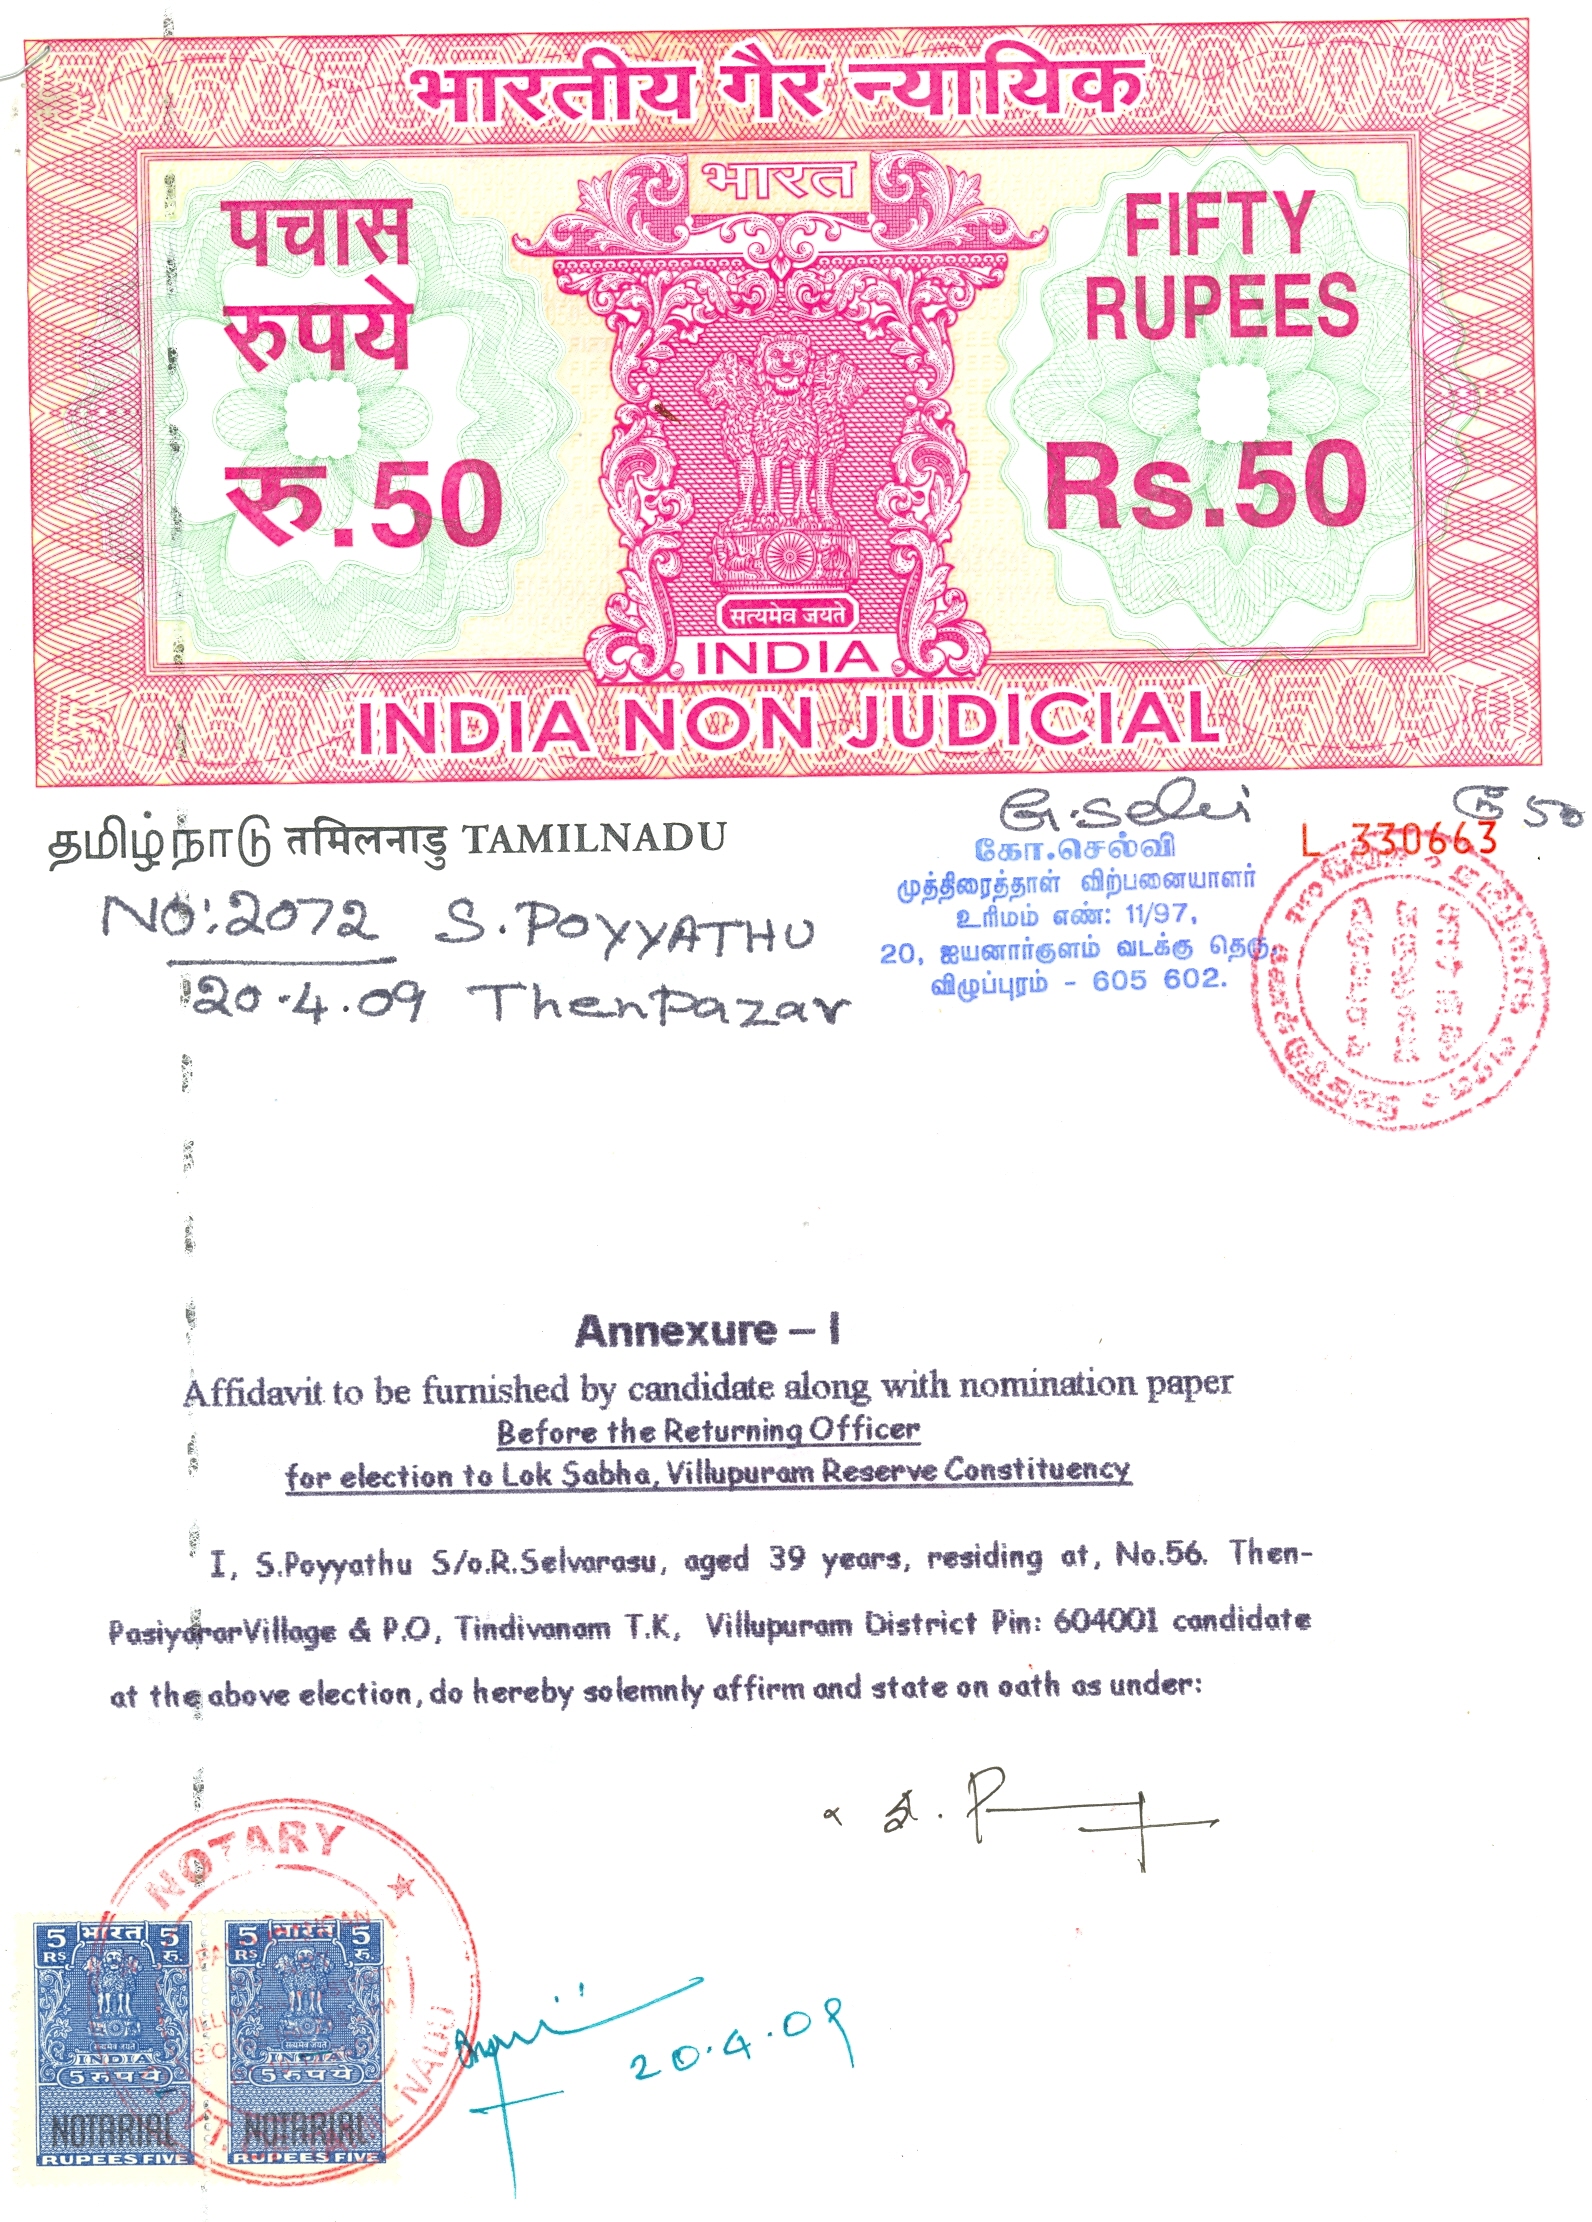 भारतीय गैर न्यायिक
भारत
पचास
रुपये
रु.50
FIFTY
RUPEES
Rs.50
सत्यमेव जयते
INDIA
INDIA NON JUDICIAL
தமிழ்நாடு तमिलनाडु TAMILNADU
G.Selvi
ரூ 50
L 330663
NO:2072 S.POYYATHU
20.4.09 Thenpazar
கோ.செல்வி
முத்திரைத்தாள் விற்பனையாளர்
உரிமம் எண்: 11/97,
20, ஐயனார்குளம் வடக்கு தெரு,
விழுப்புரம் - 605 602.
Annexure – I
Affidavit to be furnished by candidate along with nomination paper
Before the Returning Officer
for election to Lok Sabha, Villupuram Reserve Constituency
I, S.Poyyathu S/o.R.Selvarasu, aged 39 years, residing at, No.56. Then-
PasiyararVillage & P.O, Tindivanam T.K, Villupuram District Pin: 604001 candidate
at the above election, do hereby solemnly affirm and state on oath as under:
NOTARY
5 भारत 5
RS रु.
INDIA
5 रुपये
NOTARIAL
RUPEES FIVE
5 भारत 5
RS रु.
INDIA
5 रुपये
NOTARIAL
RUPEES FIVE
NADU
20.4.09